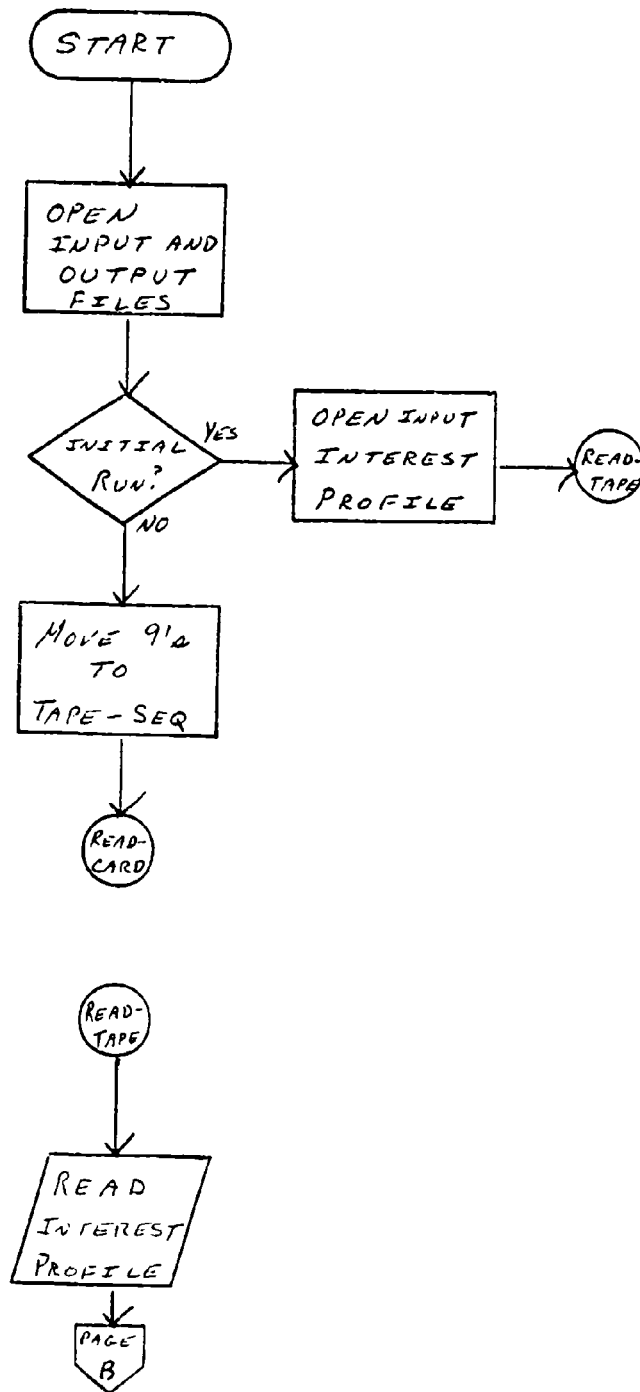 START
OPEN
INPUT AND
OUTPUT
FILES
INITIAL
RUN?
YES
NO
OPEN INPUT
INTEREST
PROFILE
READ-
TAPE
MOVE 9's
TO
TAPE-SEQ
READ-
CARD
READ-
TAPE
READ
INTEREST
PROFILE
PAGE
B